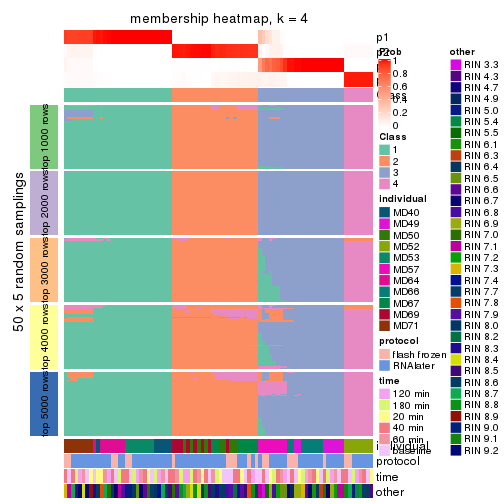 membership heatmap, k = 4
50 x 5 random samplings
top 1000 rows
top 2000 rows
top 3000 rows
top 4000 rows
top 5000 rows
p1
p2
Prob
1
0.8
0.6
0.4
0.2
0
Class
1
2
3
4
individual
MD40
MD49
MD50
MD52
MD53
MD57
MD64
MD66
MD67
MD69
MD71
protocol
flash frozen
RNAlater
time
120 min
180 min
20 min
40 min
60 min
baseline
individual
protocol
time
other
other
RIN 3.3
RIN 4.3
RIN 4.7
RIN 4.9
RIN 5.0
RIN 5.4
RIN 5.5
RIN 6.1
RIN 6.3
RIN 6.4
RIN 6.5
RIN 6.6
RIN 6.7
RIN 6.8
RIN 6.9
RIN 7.0
RIN 7.1
RIN 7.2
RIN 7.3
RIN 7.4
RIN 7.7
RIN 7.8
RIN 7.9
RIN 8.0
RIN 8.2
RIN 8.3
RIN 8.4
RIN 8.5
RIN 8.6
RIN 8.7
RIN 8.8
RIN 8.9
RIN 9.0
RIN 9.1
RIN 9.2